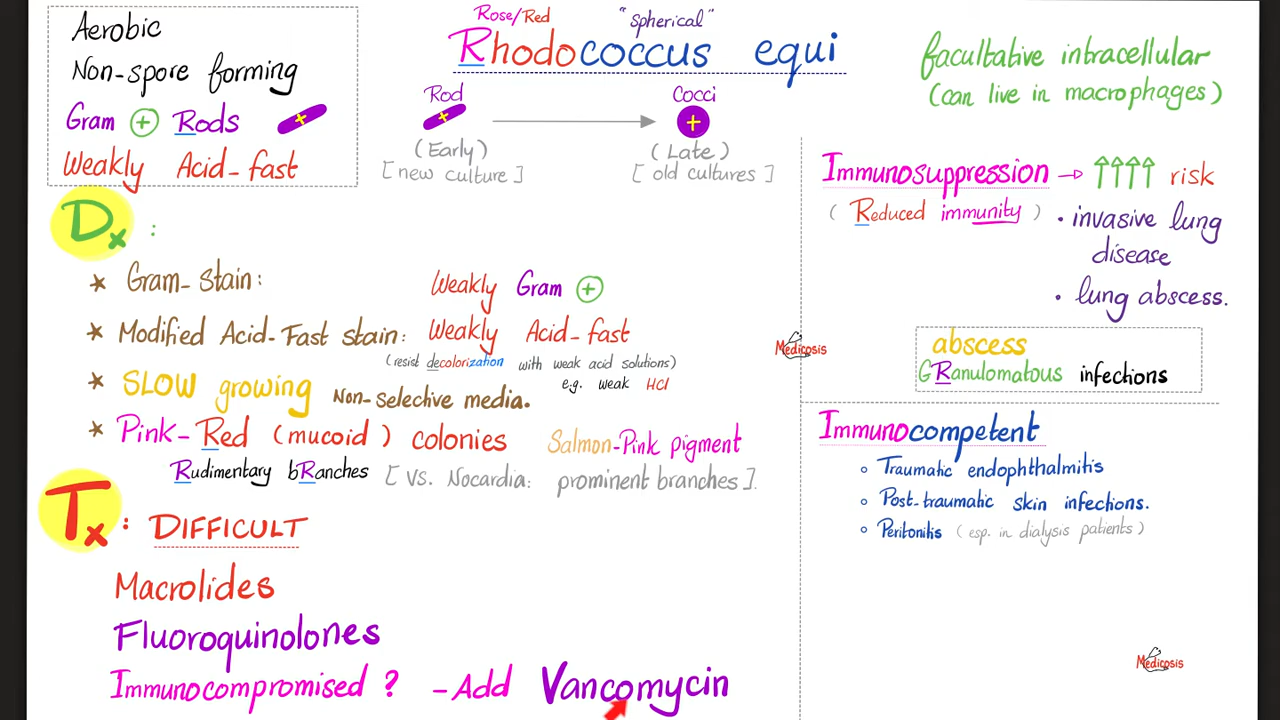 Aerobic
Non-spore forming
Gram + Rods +
Weakly Acid-fast
Rose/Red "spherical"
Rhodococcus equi
Rod Cocci
+ +
(Early) (Late)
[new culture] [old cultures]
facultative intracellular
(can live in macrophages)
Dx :
* Gram-Stain: Weakly Gram +
* Modified Acid-Fast stain: Weakly Acid-fast
(resist decolorization with weak acid solutions)
e.g. weak HCl
* SLOW growing Non-selective media.
* Pink-Red (mucoid) colonies Salmon-Pink pigment
Rudimentary bRanches [vs. Nocardia: prominent branches].
Tx : DIFFICULT
Macrolides
Fluoroquinolones
Immunocompromised ? - Add Vancomycin
Immunosuppression → ↑↑↑↑ risk
(Reduced immunity)
• invasive lung
disease
• lung abscess.
Medicosis
abscess
GRanulomatous infections
Immunocompetent
Traumatic endophthalmitis
Post-traumatic skin infections.
Peritonitis (esp. in dialysis patients)
Medicosis